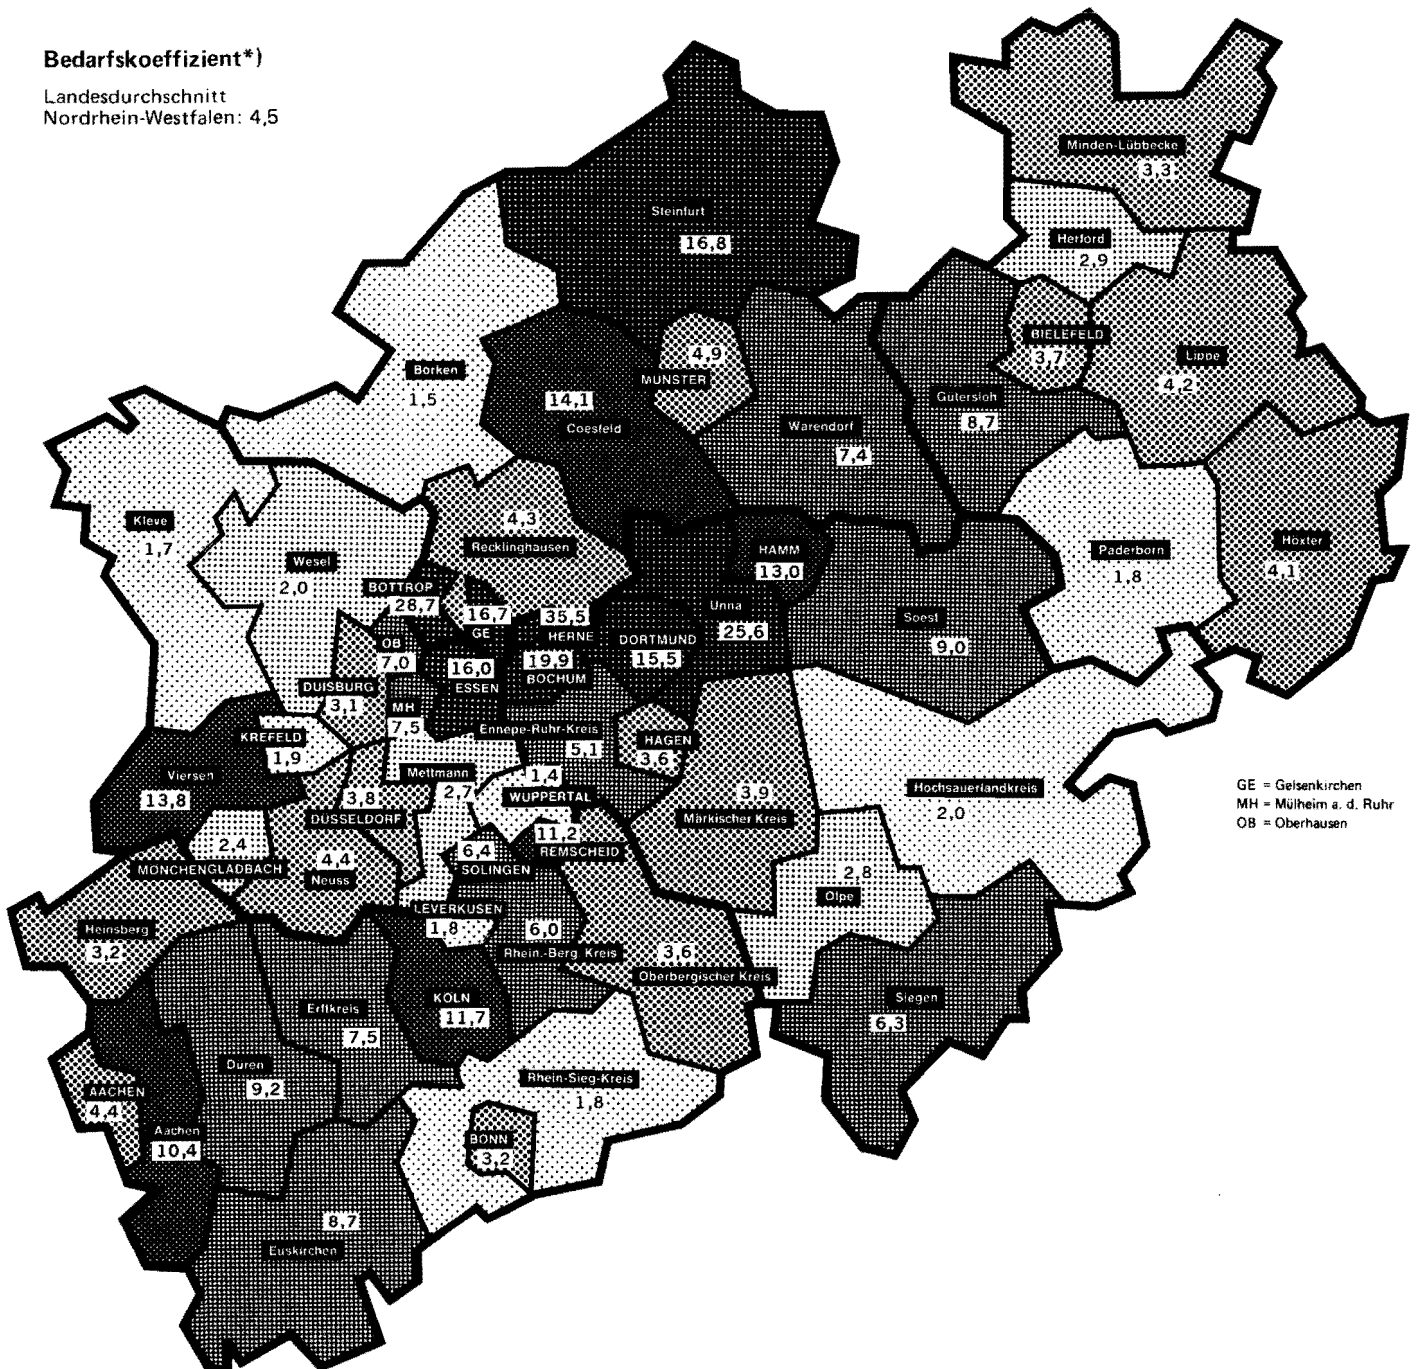 Bedarfskoeffizient*)
Landesdurchschnitt
Nordrhein-Westfalen: 4,5
Minden-Lübbecke
3,3
Steinfurt
16,8
Herford
2,9
BIELEFELD
3,7
Lippe
4,2
4,9
MÜNSTER
Borken
1,5
14,1
Coesfeld
Gütersloh
8,7
Warendorf
7,4
Kleve
1,7
4,3
Recklinghausen
HAMM
13,0
Paderborn
1,8
Höxter
4,1
Wesel
2,0
BOTTROP
28,7
16,7
GE
35,5
HERNE
Unna
25,6
Soest
9,0
OB
7,0
16,0
ESSEN
19,9
BOCHUM
DORTMUND
15,5
DUISBURG
3,1
MH
7,5
KREFELD
1,9
Ennepe-Ruhr-Kreis
5,1
HAGEN
3,6
Viersen
13,8
Mettmann
2,7
1,4
WUPPERTAL
3,9
Märkischer Kreis
Hochsauerlandkreis
2,0
GE = Gelsenkirchen
MH = Mülheim a. d. Ruhr
OB = Oberhausen
3,8
DÜSSELDORF
11,2
REMSCHEID
2,4
MÖNCHENGLADBACH
4,4
Neuss
6,4
SOLINGEN
2,8
Olpe
Heinsberg
3,2
LEVERKUSEN
1,8
6,0
Rhein.-Berg. Kreis
3,6
Oberbergischer Kreis
Erftkreis
7,5
KÖLN
11,7
Siegen
6,3
Düren
9,2
AACHEN
4,4
Aachen
10,4
Rhein-Sieg-Kreis
1,8
BONN
3,2
8,7
Euskirchen